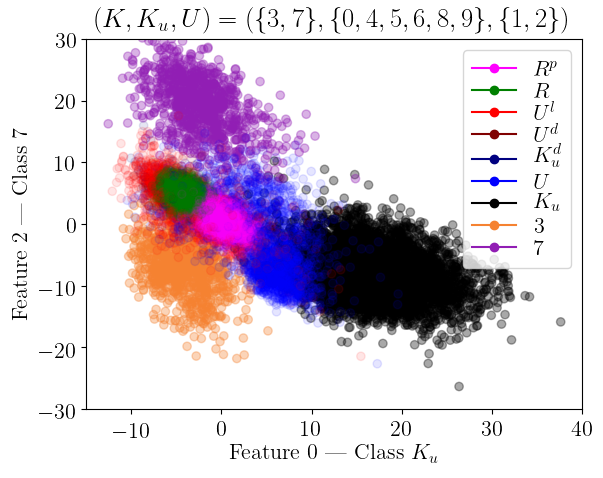 (K, K_u, U) = ({3, 7}, {0, 4, 5, 6, 8, 9}, {1, 2})
30
20
10
0
−10
−20
−30
Feature 2 — Class 7
R^p
R
U^l
U^d
K_u^d
U
K_u
3
7
−10
0
10
20
30
40
Feature 0 — Class K_u